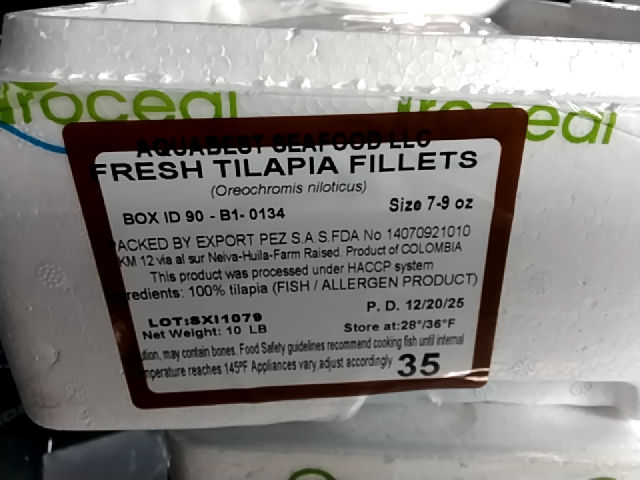 AQUABEST SEAFOOD LLC
FRESH TILAPIA FILLETS
(Oreochromis niloticus)
Size 7-9 oz
BOX ID 90 - B1- 0134
PACKED BY EXPORT PEZ S.A.S.FDA No 14070921010
KM 12 via al sur Neiva-Huila-Farm Raised. Product of COLOMBIA
This product was processed under HACCP system
redients: 100% tilapia (FISH / ALLERGEN PRODUCT)
P. D. 12/20/25
LOT:SXI1079
Net Weight: 10 LB
Store at:28°/36°F
ution, may contain bones. Food Safety guidelines recommend cooking fish until internal
mperature reaches 145ºF Appliances vary,adjust accordingly
35